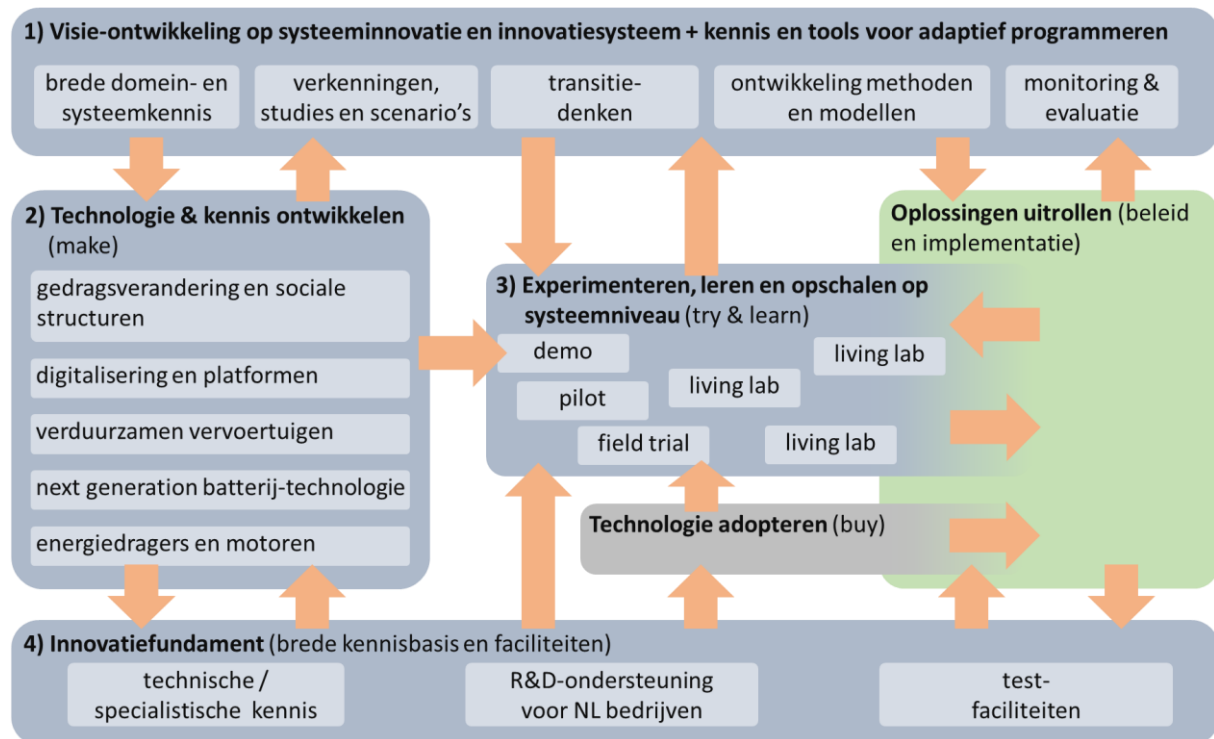 1) Visie-ontwikkeling op systeeminnovatie en innovatiesysteem + kennis en tools voor adaptief programmeren
brede domein- en
systeemkennis
verkenningen,
studies en scenario's
transitie-
denken
ontwikkeling methoden
en modellen
monitoring &
evaluatie
2) Technologie & kennis ontwikkelen
(make)
gedragsverandering en sociale
structuren
digitalisering en platformen
verduurzamen vervoertuigen
next generation batterij-technologie
energiedragers en motoren
3) Experimenteren, leren en opschalen op
systeemniveau (try & learn)
demo
living lab
pilot
living lab
field trial
living lab
Technologie adopteren (buy)
Oplossingen uitrollen (beleid
en implementatie)
4) Innovatiefundament (brede kennisbasis en faciliteiten)
technische /
specialistische kennis
R&D-ondersteuning
voor NL bedrijven
test-
faciliteiten